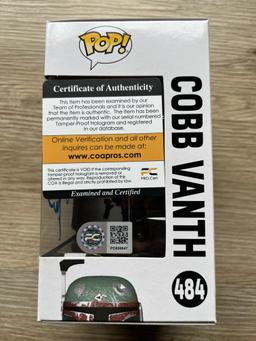 POP!
Certificate of Authenticity
This item has been examined by our
Team of Professionals and it is our opinion
that the item is authentic. The item has been
permanently marked with our serial numbered
Tamper-Proof Hologram and registered
in our database.
Online Verification and all other
inquires can be made at:
www.coapros.com
This certificate is VOID if the corresponding
tamper-proof hologram is removed or
altered in any way. Reproduction of this
COA is illegal and strictly prohibited by law.
PRO-Cert
Examined and Certified
COBB VANTH
484